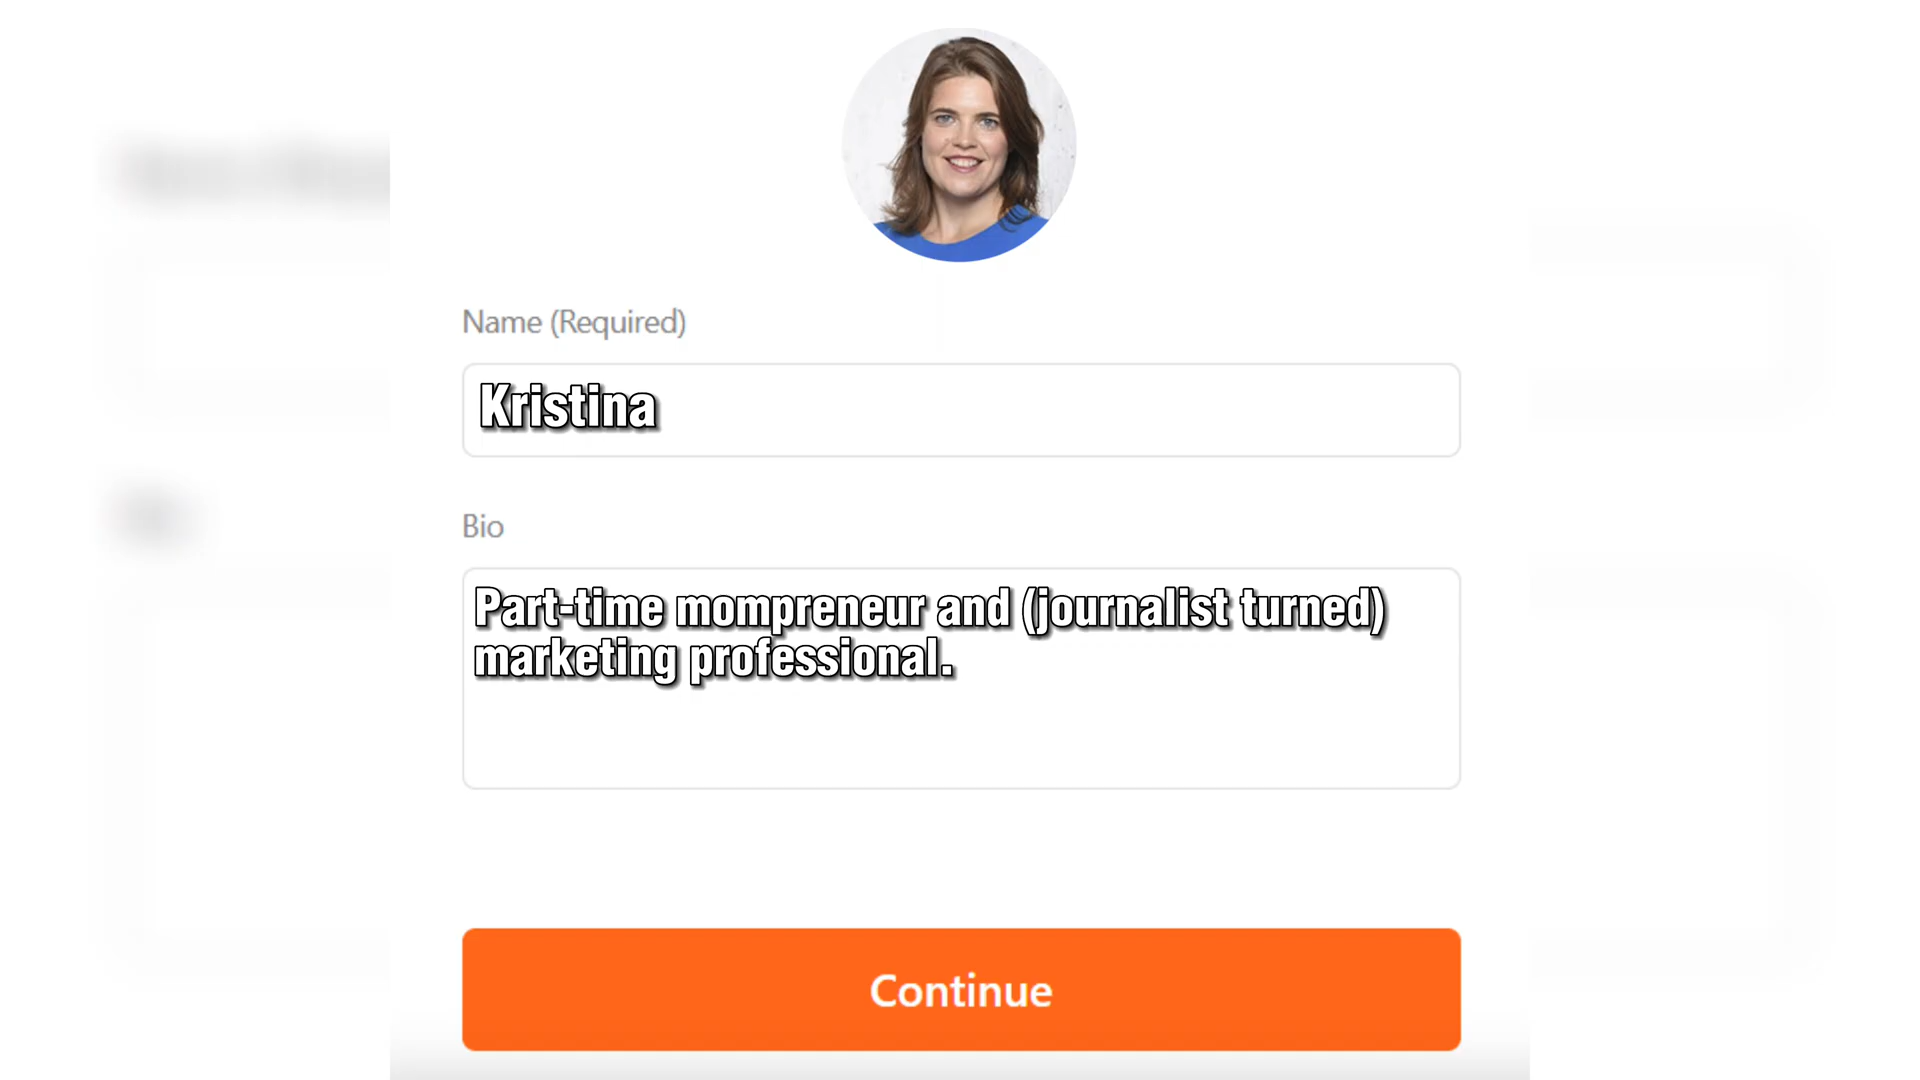 Name (Required)
Kristina
Bio
Part-time mompreneur and (journalist turned)
marketing professional.
Continue